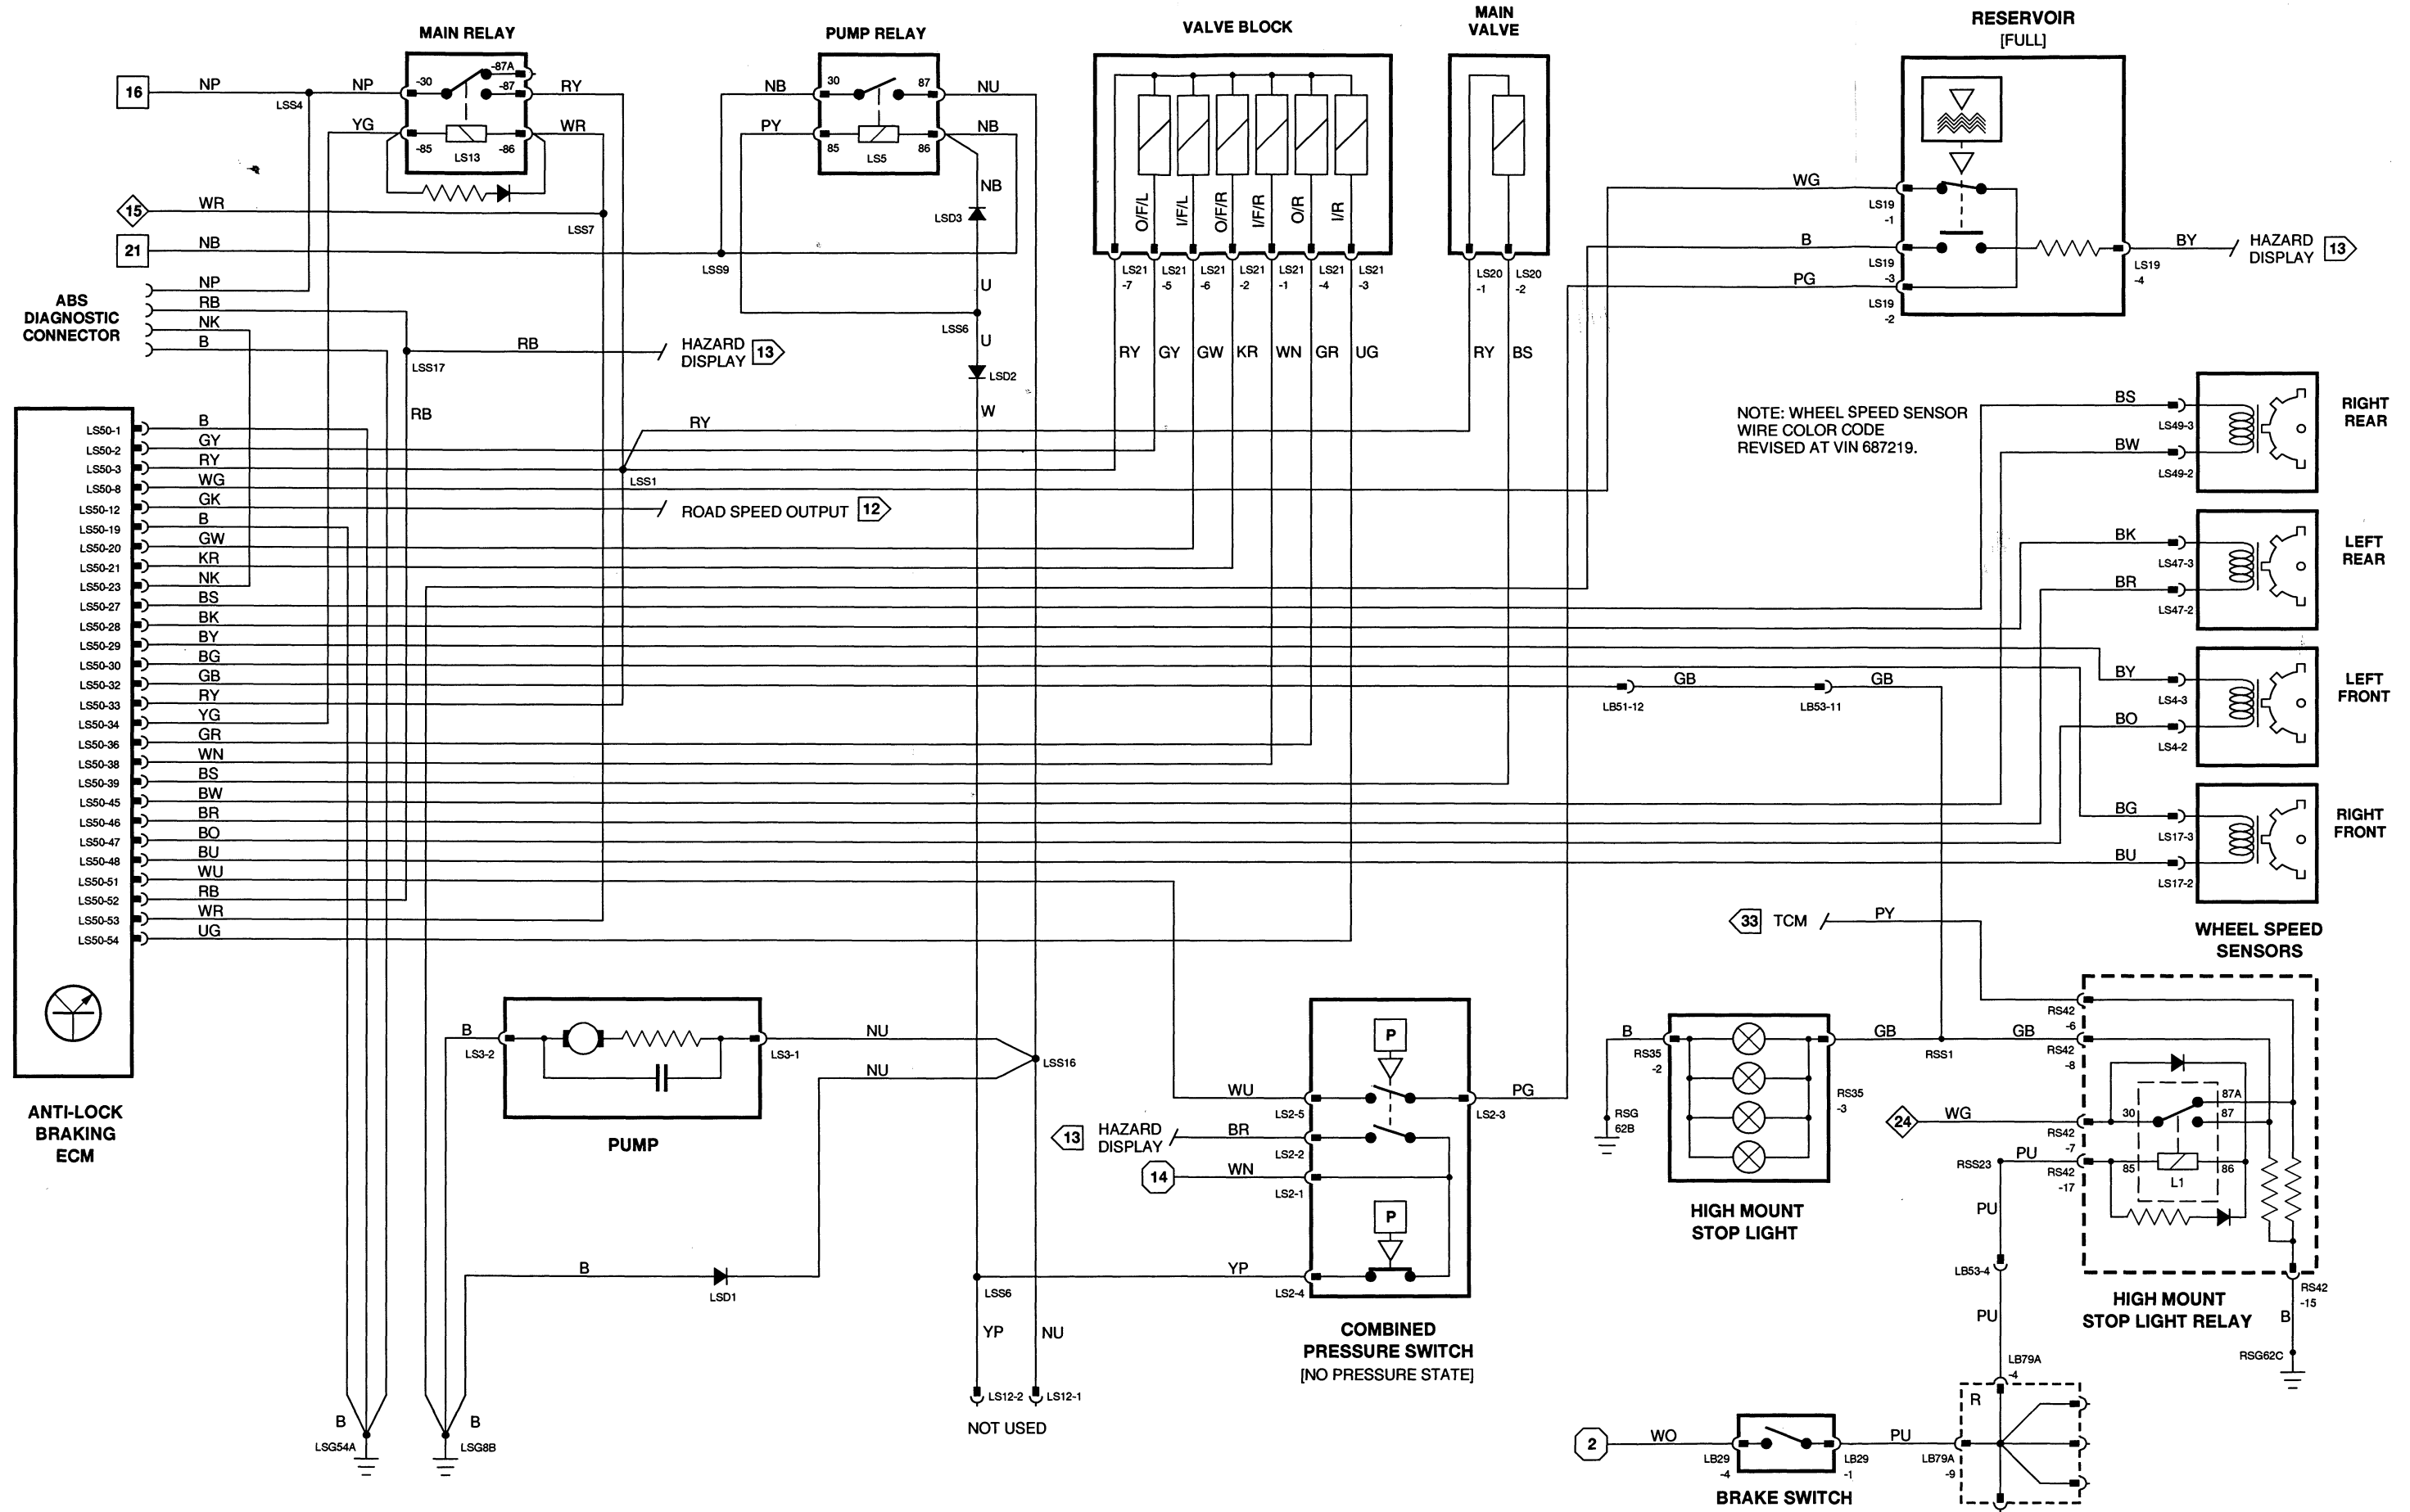 MAIN RELAY
PUMP RELAY
VALVE BLOCK
MAIN
VALVE
RESERVOIR
[FULL]
16
NP
LSS4
NP
-30
-87A
-87
RY
YG
-85
LS13
-86
WR
NB
30
87
NU
PY
85
LS5
86
NB
15
WR
LSS7
21
NB
LSS9
NB
LSD3
U
LSS6
U
LSD2
W
O/F/L
I/F/L
O/F/R
I/F/R
O/R
I/R
LS21
-7
LS21
-5
LS21
-6
LS21
-2
LS21
-1
LS21
-4
LS21
-3
LS20
-1
LS20
-2
RY
GY
GW
KR
WN
GR
UG
RY
BS
WG
LS19
-1
B
LS19
-3
PG
LS19
-2
LS19
-4
BY
HAZARD
DISPLAY
13
ABS
DIAGNOSTIC
CONNECTOR
NP
RB
NK
B
LSS17
RB
HAZARD
DISPLAY
13
RB
RY
LSS1
ROAD SPEED OUTPUT
12
NOTE: WHEEL SPEED SENSOR
WIRE COLOR CODE
REVISED AT VIN 687219.
LS50-1
B
LS50-2
GY
LS50-3
RY
LS50-8
WG
LS50-12
GK
LS50-19
B
LS50-20
GW
LS50-21
KR
LS50-23
NK
LS50-27
BS
LS50-28
BK
LS50-29
BY
LS50-30
BG
LS50-32
GB
LS50-33
RY
LS50-34
YG
LS50-36
GR
LS50-38
WN
LS50-39
BS
LS50-45
BW
LS50-46
BR
LS50-47
BO
LS50-48
BU
LS50-51
WU
LS50-52
RB
LS50-53
WR
LS50-54
UG
ANTI-LOCK
BRAKING
ECM
LB51-12
GB
LB53-11
GB
BS
LS49-3
BW
LS49-2
RIGHT
REAR
BK
LS47-3
BR
LS47-2
LEFT
REAR
BY
LS4-3
BO
LS4-2
LEFT
FRONT
BG
LS17-3
BU
LS17-2
RIGHT
FRONT
WHEEL SPEED
SENSORS
33
TCM
PY
B
LS3-2
LS3-1
NU
NU
LSS16
PUMP
B
LSD1
P
WU
LS2-5
LS2-3
PG
13
HAZARD
DISPLAY
BR
LS2-2
14
WN
LS2-1
P
YP
LS2-4
LSS6
YP
NU
LS12-2
LS12-1
NOT USED
COMBINED
PRESSURE SWITCH
[NO PRESSURE STATE]
B
LSG54A
B
LSG8B
B
RS35
-2
RSG
62B
RS35
-3
GB
RSS1
GB
HIGH MOUNT
STOP LIGHT
RS42
-6
RS42
-8
24
WG
RS42
-7
RSS23
PU
RS42
-17
30
87A
87
85
86
L1
PU
LB53-4
PU
RS42
-15
B
RSG62C
HIGH MOUNT
STOP LIGHT RELAY
LB79A
-4
R
2
WO
LB29
-4
LB29
-1
PU
LB79A
-9
BRAKE SWITCH